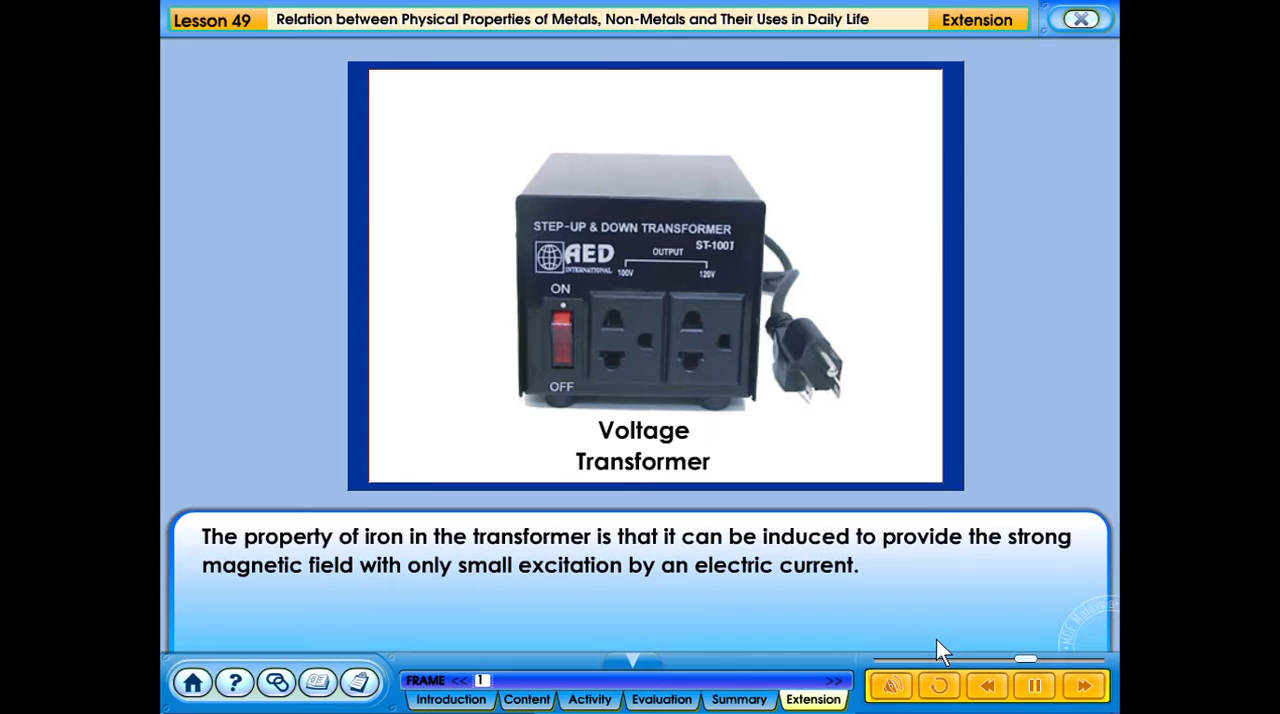 Lesson 49
Relation between Physical Properties of Metals, Non-Metals and Their Uses in Daily Life
Extension
STEP-UP & DOWN TRANSFORMER
AED
INTERNATIONAL
OUTPUT
ST-100J
100V
120V
ON
OFF
Voltage
Transformer
The property of iron in the transformer is that it can be induced to provide the strong
magnetic field with only small excitation by an electric current.
FRAME << 1 >>
Introduction
Content
Activity
Evaluation
Summary
Extension